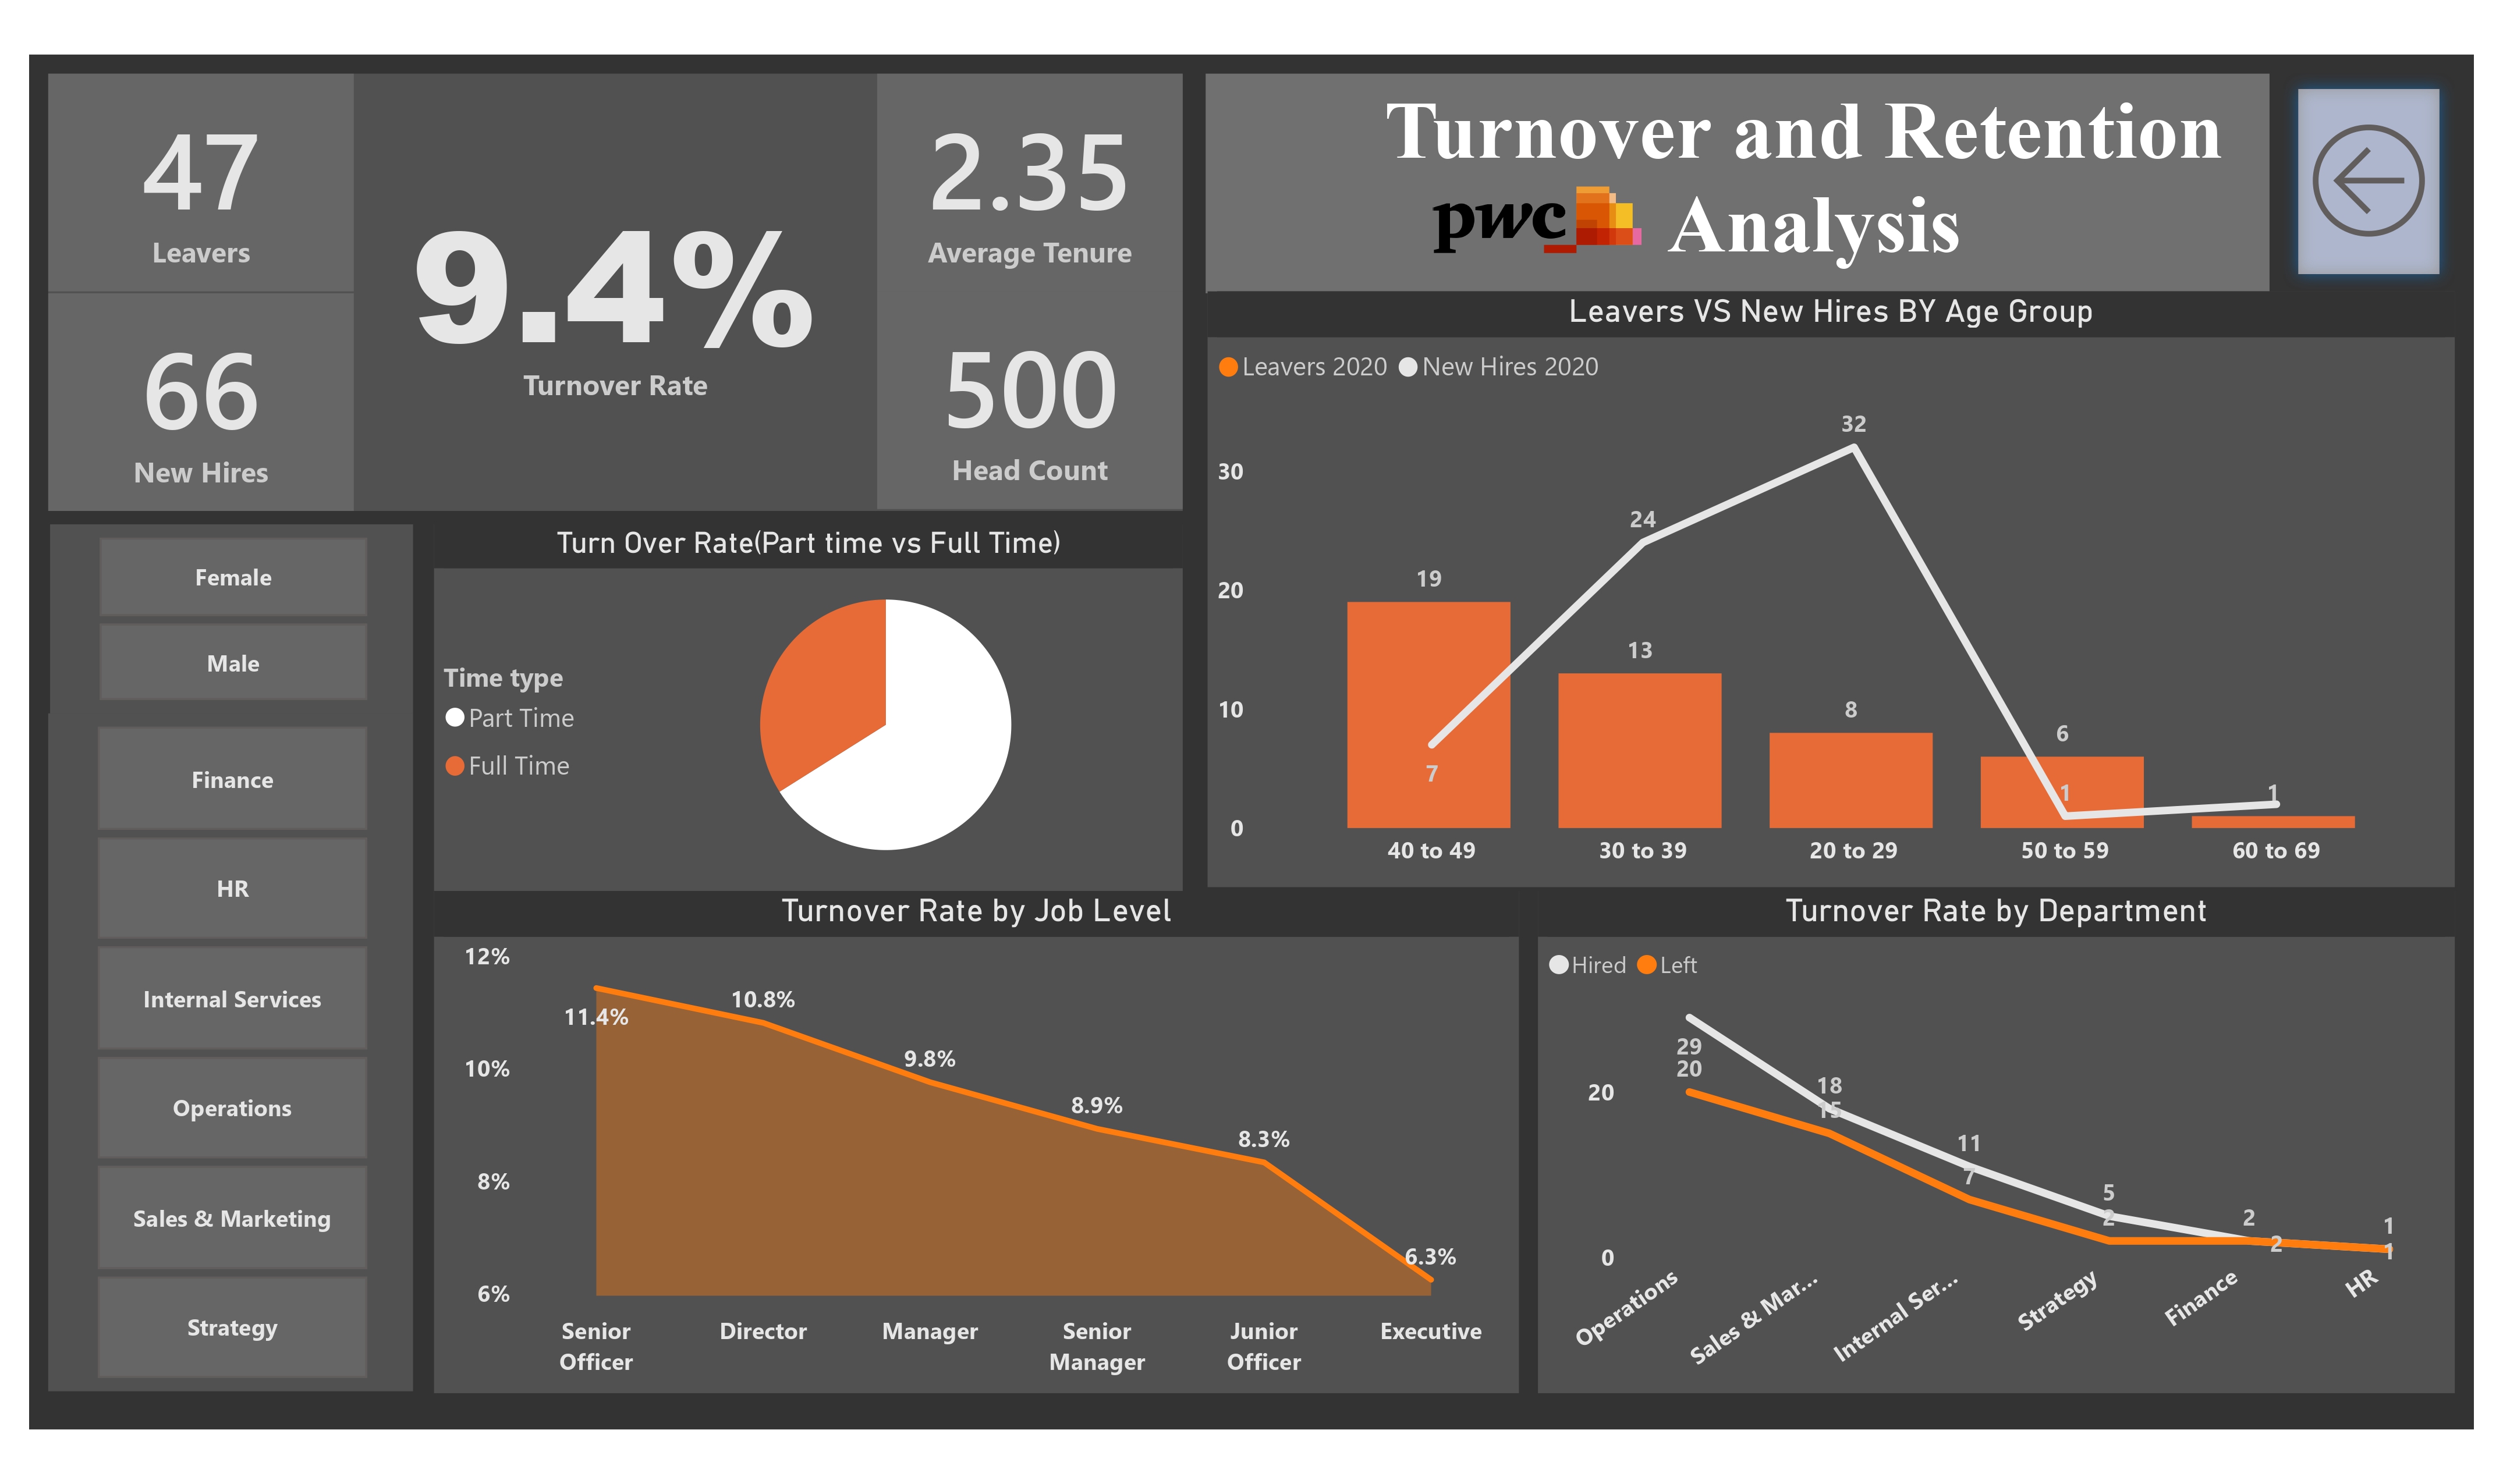 47
Leavers
66
New Hires
9.4%
Turnover Rate
2.35
Average Tenure
500
Head Count
Turnover and Retention
pwc Analysis
Female
Male
Finance
HR
Internal Services
Operations
Sales & Marketing
Strategy
Turn Over Rate(Part time vs Full Time)
Time type
Part Time
Full Time
Leavers VS New Hires BY Age Group
Leavers 2020 New Hires 2020
30
20
10
0
19
13
8
6
1
7
24
32
1
40 to 49 30 to 39 20 to 29 50 to 59 60 to 69
Turnover Rate by Job Level
12%
10%
8%
6%
11.4%
10.8%
9.8%
8.9%
8.3%
6.3%
Senior Officer
Director
Manager
Senior Manager
Junior Officer
Executive
Turnover Rate by Department
Hired Left
20
0
29
20
18
15
11
7
5
2
2
2
1
1
Operations
Sales & Mar...
Internal Ser...
Strategy
Finance
HR